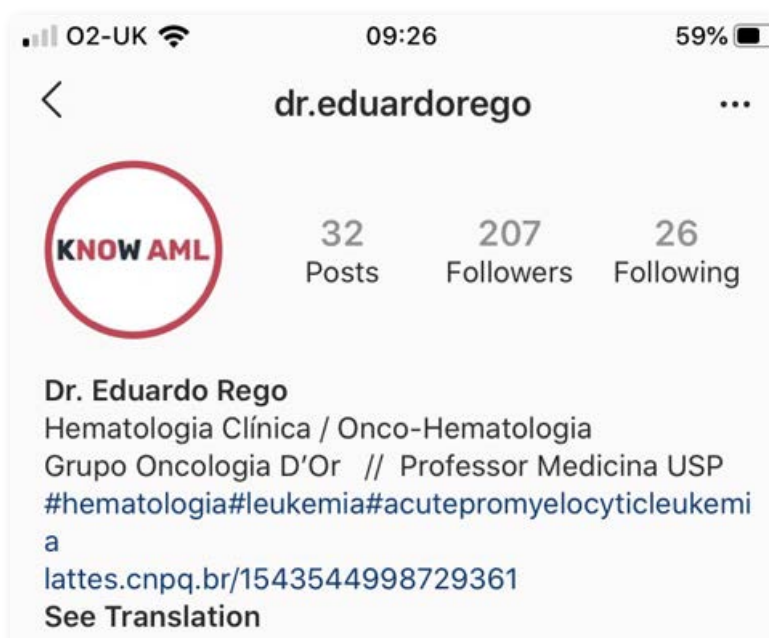 O2-UK 09:26 59%
dr.eduardorego
KNOW AML
32 207 26
Posts Followers Following
Dr. Eduardo Rego
Hematologia Clínica / Onco-Hematologia
Grupo Oncologia D'Or // Professor Medicina USP
#hematologia#leukemia#acutepromyelocyticleukemi
a
lattes.cnpq.br/1543544998729361
See Translation